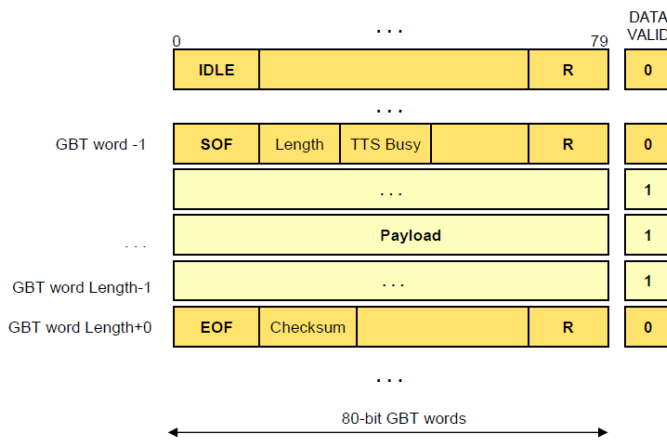 . . .
DATA
VALID
0
79
IDLE R 0
. . .
GBT word -1 SOF Length TTS Busy R 0
. . . 1
. . . Payload 1
GBT word Length-1 . . . 1
GBT word Length+0 EOF Checksum R 0
. . .
80-bit GBT words